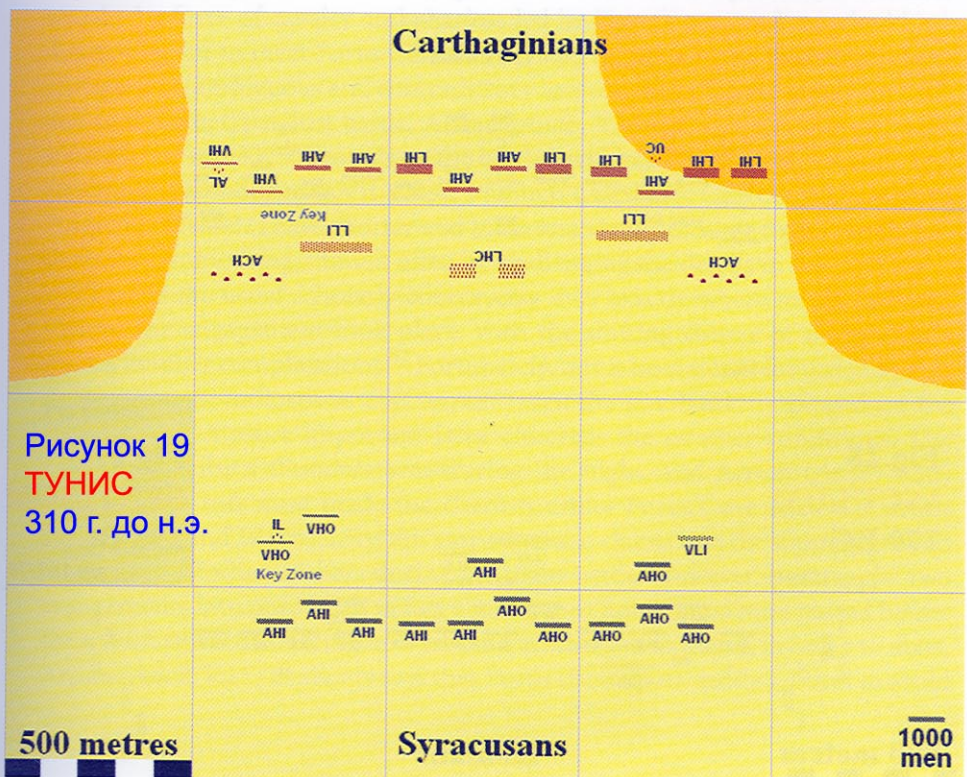 Carthaginians
VHI
AL
VHI
AHI
AHI
LHI
AHI
AHI
LHI
LHI
UC
AHI
LHI
LHI
Key Zone
LLI
LLI
ACH
LHC
ACH
Рисунок 19
ТУНИС
310 г. до н.э.
IL
VHO
VHO
Key Zone
AHI
VLI
AHO
AHI
AHI
AHI
AHI
AHI
AHO
AHO
AHO
AHO
AHO
500 metres
Syracusans
1000
men